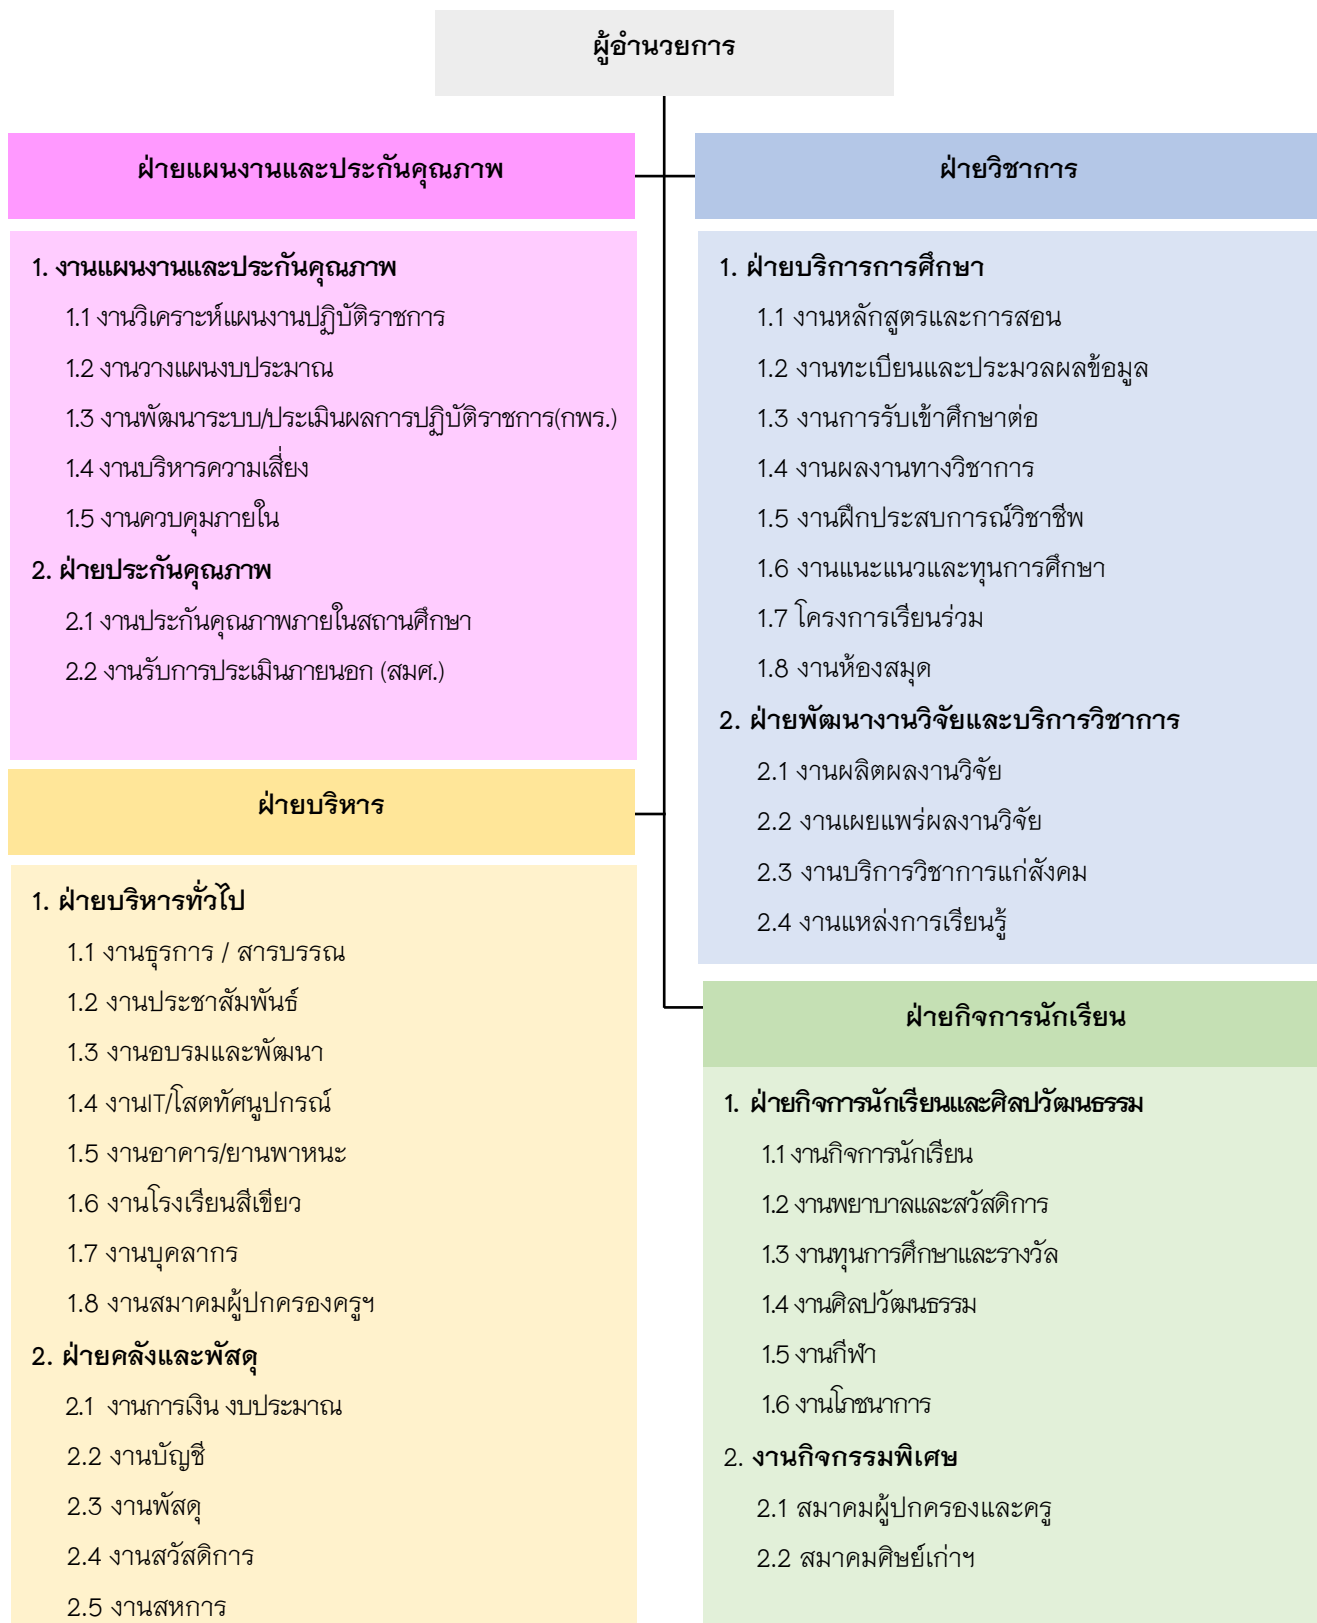 ผู้อำนวยการ
ฝ่ายแผนงานและประกันคุณภาพ
1. งานแผนงานและประกันคุณภาพ
1.1 งานวิเคราะห์แผนงานปฏิบัติราชการ
1.2 งานวางแผนงบประมาณ
1.3 งานพัฒนาระบบ/ประเมินผลการปฏิบัติราชการ(กพร.)
1.4 งานบริหารความเสี่ยง
1.5 งานควบคุมภายใน
2. ฝ่ายประกันคุณภาพ
2.1 งานประกันคุณภาพภายในสถานศึกษา
2.2 งานรับการประเมินภายนอก (สมศ.)
ฝ่ายวิชาการ
1. ฝ่ายบริการการศึกษา
1.1 งานหลักสูตรและการสอน
1.2 งานทะเบียนและประมวลผลข้อมูล
1.3 งานการรับเข้าศึกษาต่อ
1.4 งานผลงานทางวิชาการ
1.5 งานฝึกประสบการณ์วิชาชีพ
1.6 งานแนะแนวและทุนการศึกษา
1.7 โครงการเรียนร่วม
1.8 งานห้องสมุด
2. ฝ่ายพัฒนางานวิจัยและบริการวิชาการ
2.1 งานผลิตผลงานวิจัย
2.2 งานเผยแพร่ผลงานวิจัย
2.3 งานบริการวิชาการแก่สังคม
2.4 งานแหล่งการเรียนรู้
ฝ่ายบริหาร
1. ฝ่ายบริหารทั่วไป
1.1 งานธุรการ / สารบรรณ
1.2 งานประชาสัมพันธ์
1.3 งานอบรมและพัฒนา
1.4 งานIT/โสตทัศนูปกรณ์
1.5 งานอาคาร/ยานพาหนะ
1.6 งานโรงเรียนสีเขียว
1.7 งานบุคลากร
1.8 งานสมาคมผู้ปกครองครูฯ
2. ฝ่ายคลังและพัสดุ
2.1 งานการเงิน งบประมาณ
2.2 งานบัญชี
2.3 งานพัสดุ
2.4 งานสวัสดิการ
2.5 งานสหการ
ฝ่ายกิจการนักเรียน
1. ฝ่ายกิจการนักเรียนและศิลปวัฒนธรรม
1.1 งานกิจการนักเรียน
1.2 งานพยาบาลและสวัสดิการ
1.3 งานทุนการศึกษาและรางวัล
1.4 งานศิลปวัฒนธรรม
1.5 งานกีฬา
1.6 งานโภชนาการ
2. งานกิจกรรมพิเศษ
2.1 สมาคมผู้ปกครองและครู
2.2 สมาคมศิษย์เก่าฯ